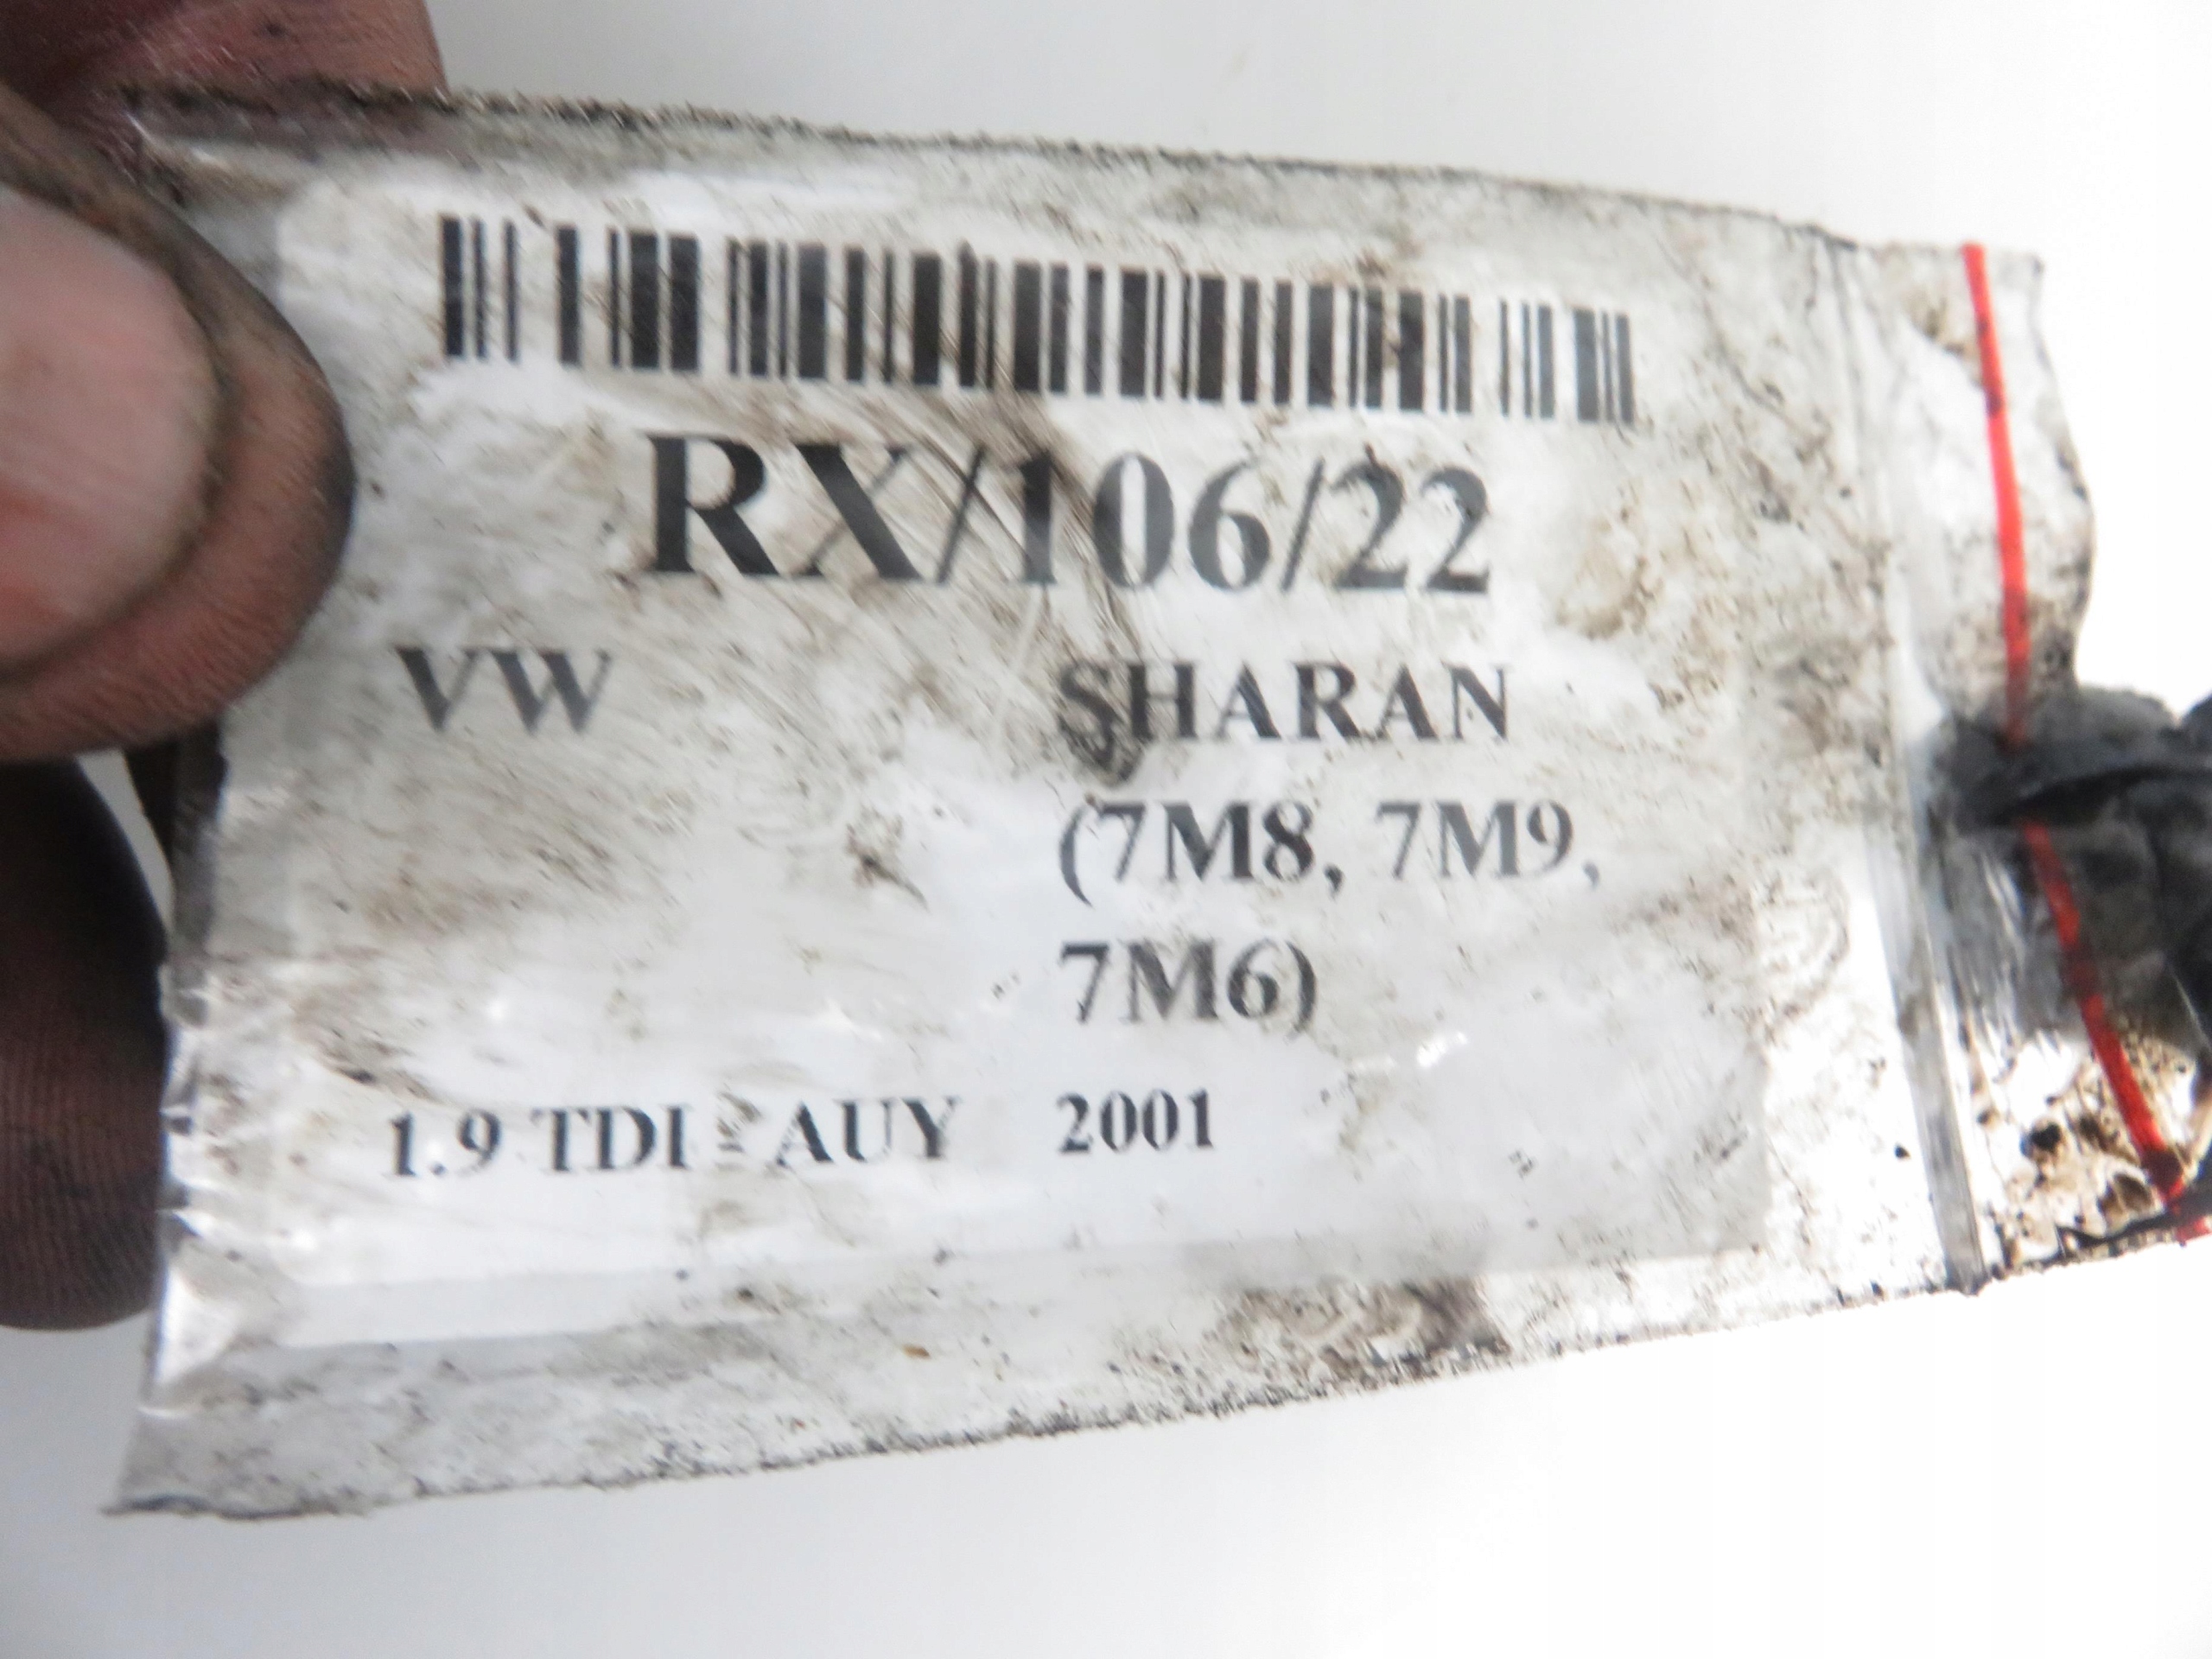 RX/106/22
VW SHARAN
(7M8, 7M9,
7M6)
1.9 TDI - AUY 2001